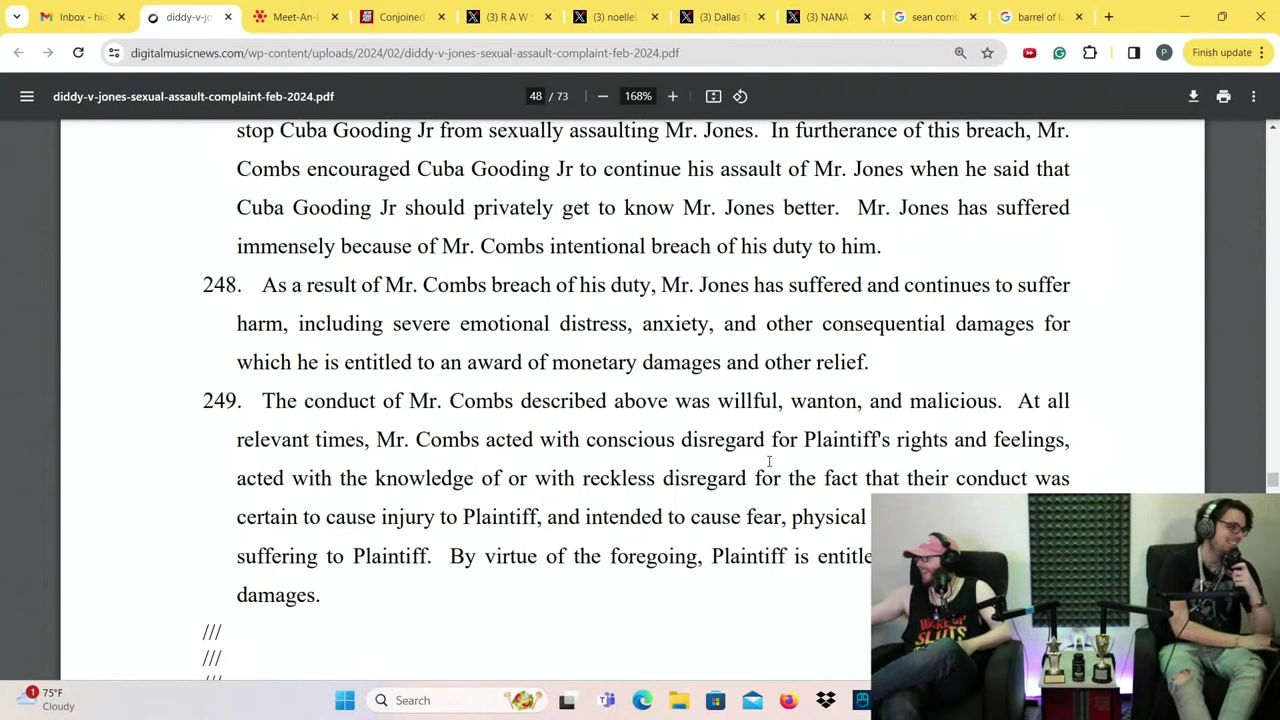 Inbox - hi
diddy-v-jo
Meet-An-
Conjoined
(3) R A W
(3) noellel
(3) Dallas T
(3) NANA
sean comb
barrel of l
digitalmusicnews.com/wp-content/uploads/2024/02/diddy-v-jones-sexual-assault-complaint-feb-2024.pdf
P
Finish update
diddy-v-jones-sexual-assault-complaint-feb-2024.pdf
48 / 73
168%
stop Cuba Gooding Jr from sexually assaulting Mr. Jones. In furtherance of this breach, Mr.
Combs encouraged Cuba Gooding Jr to continue his assault of Mr. Jones when he said that
Cuba Gooding Jr should privately get to know Mr. Jones better. Mr. Jones has suffered
immensely because of Mr. Combs intentional breach of his duty to him.
248. As a result of Mr. Combs breach of his duty, Mr. Jones has suffered and continues to suffer
harm, including severe emotional distress, anxiety, and other consequential damages for
which he is entitled to an award of monetary damages and other relief.
249. The conduct of Mr. Combs described above was willful, wanton, and malicious. At all
relevant times, Mr. Combs acted with conscious disregard for Plaintiff's rights and feelings,
acted with the knowledge of or with reckless disregard for the fact that their conduct was
certain to cause injury to Plaintiff, and intended to cause fear, physical
suffering to Plaintiff. By virtue of the foregoing, Plaintiff is entitle
damages.
///
///
WAKE UP
SLUTS
1
75°F
Cloudy
Search